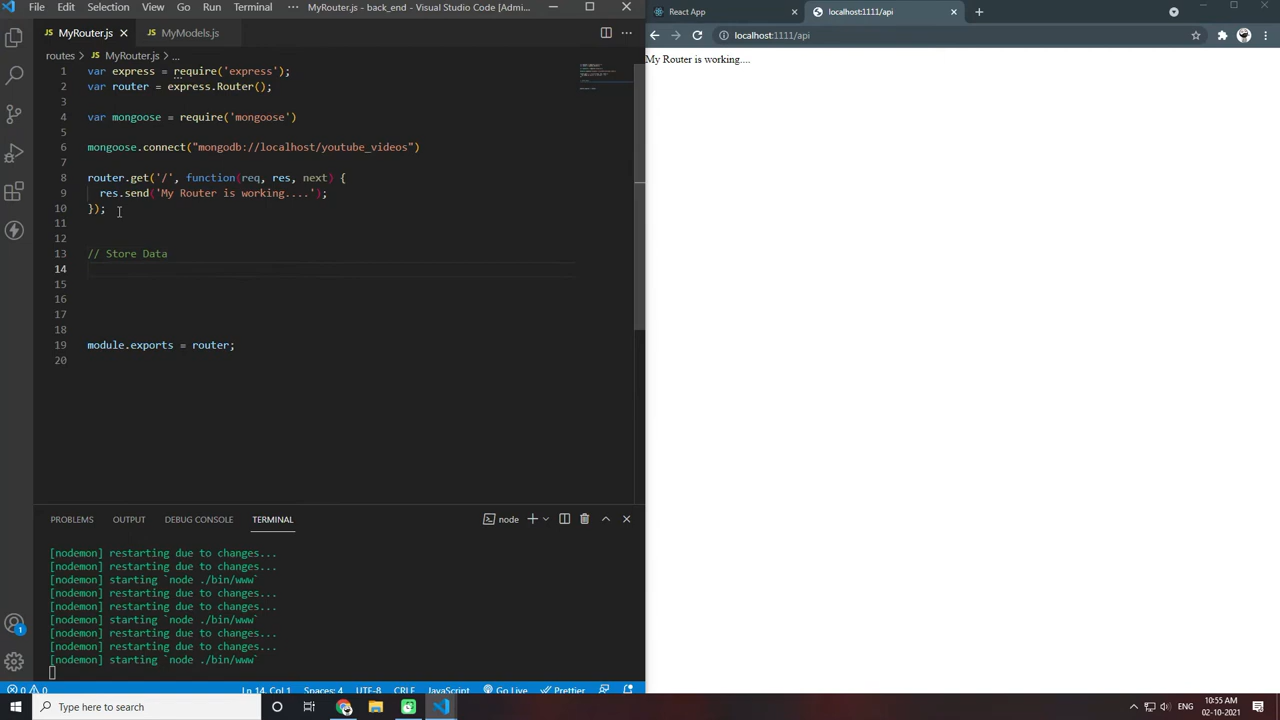 File Edit Selection View Go Run Terminal ••• MyRouter.js - back_end - Visual Studio Code [Admi...
React App
localhost:1111/api
JS MyRouter.js
JS MyModels.js
localhost:1111/api
routes > JS MyRouter.js > ...
My Router is working....
1 var express = require('express');
2 var router = express.Router();
3
4 var mongoose = require('mongoose')
5
6 mongoose.connect("mongodb://localhost/youtube_videos")
7
8 router.get('/', function(req, res, next) {
9 res.send('My Router is working....');
10 });
11
12
13 // Store Data
14
15
16
17
18
19 module.exports = router;
20
PROBLEMS OUTPUT DEBUG CONSOLE TERMINAL node
[nodemon] restarting due to changes...
[nodemon] restarting due to changes...
[nodemon] starting `node ./bin/www`
[nodemon] restarting due to changes...
[nodemon] restarting due to changes...
[nodemon] starting `node ./bin/www`
[nodemon] restarting due to changes...
[nodemon] restarting due to changes...
[nodemon] starting `node ./bin/www`
1
0 0 Ln 14, Col 1 Spaces: 4 UTF-8 CRLF JavaScript Go Live Prettier
Type here to search
ENG
10:55 AM
02-10-2021